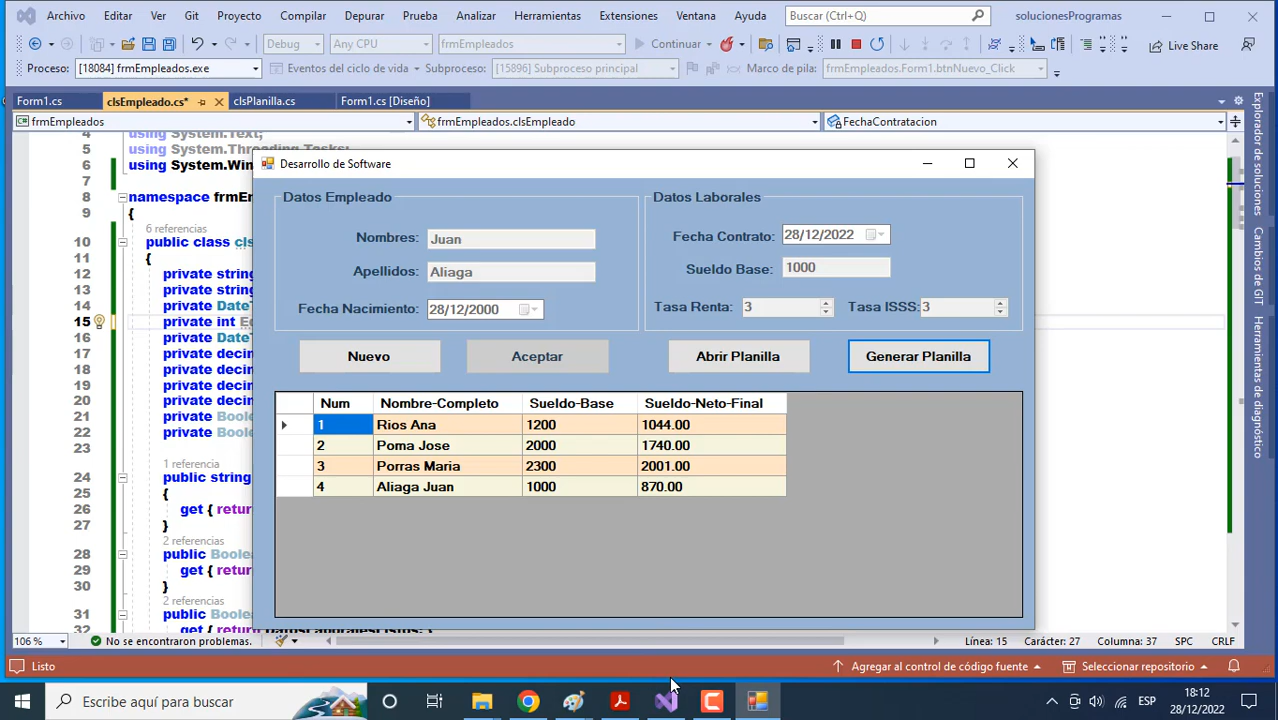 Archivo Editar Ver Git Proyecto Compilar Depurar Prueba Analizar Herramientas Extensiones Ventana Ayuda Buscar (Ctrl+Q) solucionesProgramas
Debug Any CPU frmEmpleados Continuar Live Share
Proceso: [18084] frmEmpleados.exe Eventos del ciclo de vida Subproceso: [15896] Subproceso principal Marco de pila: frmEmpleados.Form1.btnNuevo_Click
Form1.cs clsEmpleado.cs* clsPlanilla.cs Form1.cs [Diseño]
frmEmpleados frmEmpleados.clsEmpleado FechaContratacion
4 using System.Text;
5 using System.Threading.Tasks;
6 using System.Win
7
8 namespace frmE
9 {
6 referencias
10 public class cls
11 {
12 private string
13 private string
14 private Date
15 private int E
16 private Date
17 private decim
18 private decim
19 private decim
20 private decim
21 private Boole
22 private Boole
23
1 referencia
24 public string
25 {
26 get { retur
27 }
2 referencias
28 public Boolea
29 get { retur
30 }
2 referencias
31 public Boolea
32
Desarrollo de Software
Datos Empleado
Nombres: Juan
Apellidos: Aliaga
Fecha Nacimiento: 28/12/2000
Datos Laborales
Fecha Contrato: 28/12/2022
Sueldo Base: 1000
Tasa Renta: 3 Tasa ISSS: 3
Nuevo Aceptar Abrir Planilla Generar Planilla
Num Nombre-Completo Sueldo-Base Sueldo-Neto-Final
1 Rios Ana 1200 1044.00
2 Poma Jose 2000 1740.00
3 Porras Maria 2300 2001.00
4 Aliaga Juan 1000 870.00
Explorador de soluciones
Cambios de GIT
Herramientas de diagnóstico
106 % No se encontraron problemas. Línea: 15 Carácter: 27 Columna: 37 SPC CRLF
Listo Agregar al control de código fuente Seleccionar repositorio
Escribe aquí para buscar ESP 18:12
28/12/2022